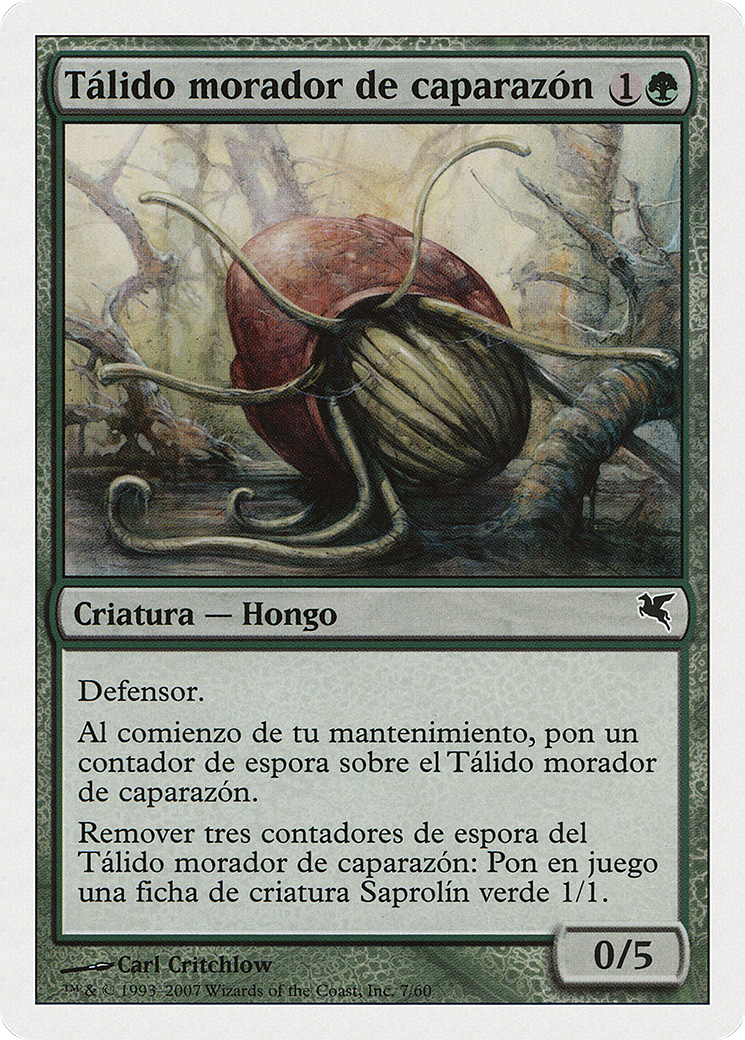 Tálido morador de caparazón 1
Criatura — Hongo
Defensor.
Al comienzo de tu mantenimiento, pon un
contador de espora sobre el Tálido morador
de caparazón.
Remover tres contadores de espora del
Tálido morador de caparazón: Pon en juego
una ficha de criatura Saprolín verde 1/1.
0/5
Carl Critchlow
™ & © 1993–2007 Wizards of the Coast, Inc. 7/60